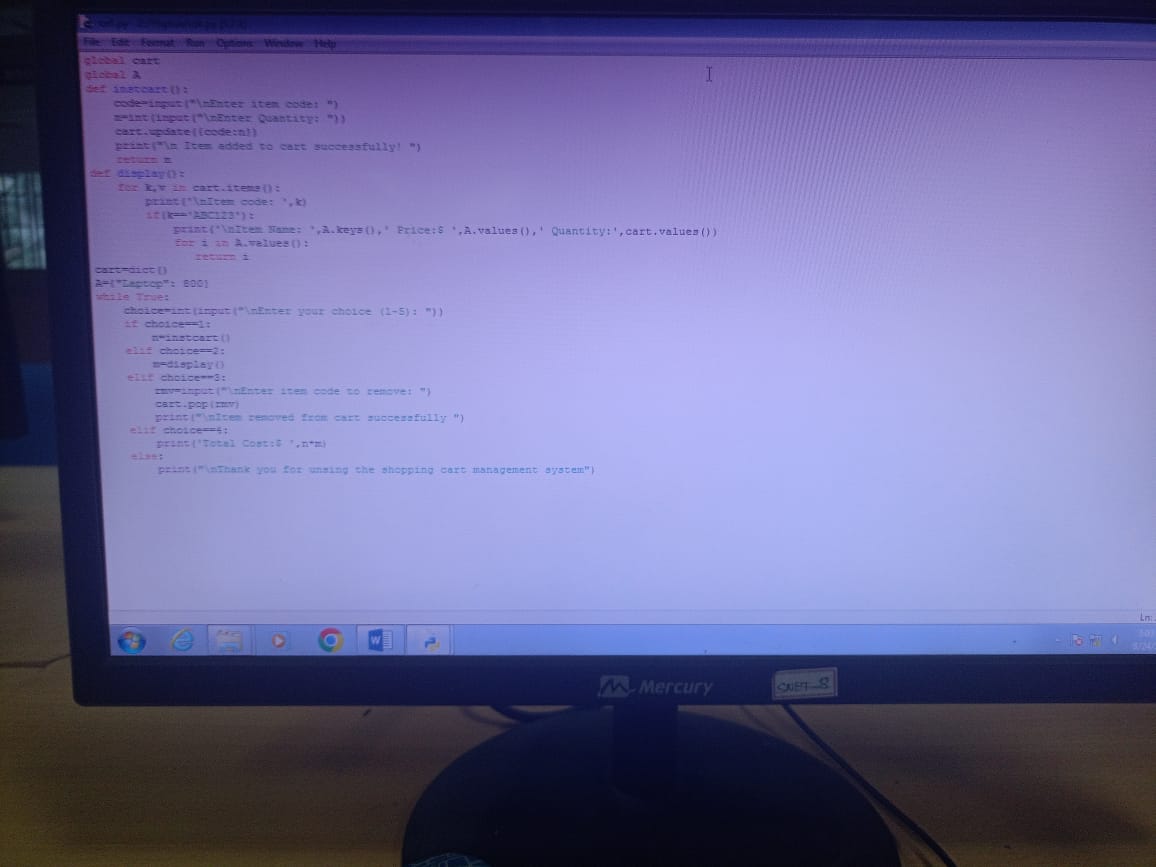 File Edit Format Run Options Window Help
global cart
global A
def instcart():
    code=input("\nEnter item code: ")
    n=int(input("\nEnter Quantity: "))
    cart.update({code:n})
    print("\n Item added to cart successfully! ")
    return n
def display():
    for k,v in cart.items():
        print('\nItem code: ',k)
        if(k=='ABC123'):
            print('\nItem Name: ',A.keys(),' Price:$ ',A.values(),' Quantity:',cart.values())
            for i in A.values():
                return i
cart=dict()
A={"Laptop": 800}
while True:
    choice=int(input("\nEnter your choice (1-5): "))
    if choice==1:
        n=instcart()
    elif choice==2:
        m=display()
    elif choice==3:
        rmv=input("\nEnter item code to remove: ")
        cart.pop(rmv)
        print("\nItem removed from cart successfully ")
    elif choice==4:
        print('Total Cost:$ ',n*m)
    else:
        print("\nThank you for unsing the shopping cart management system")
Ln:
Mercury